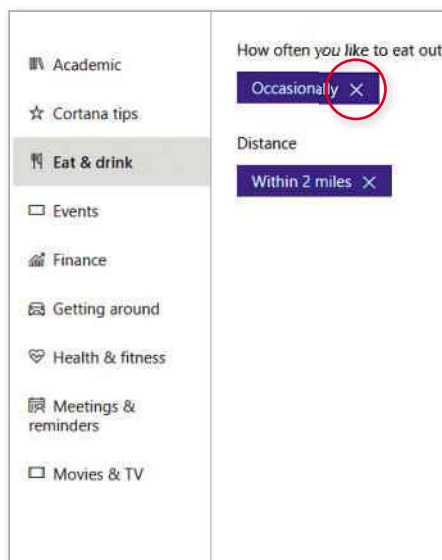 Academic
Cortana tips
Eat & drink
Events
Finance
Getting around
Health & fitness
Meetings &
reminders
Movies & TV
How often you like to eat out
Occasionally
Distance
Within 2 miles